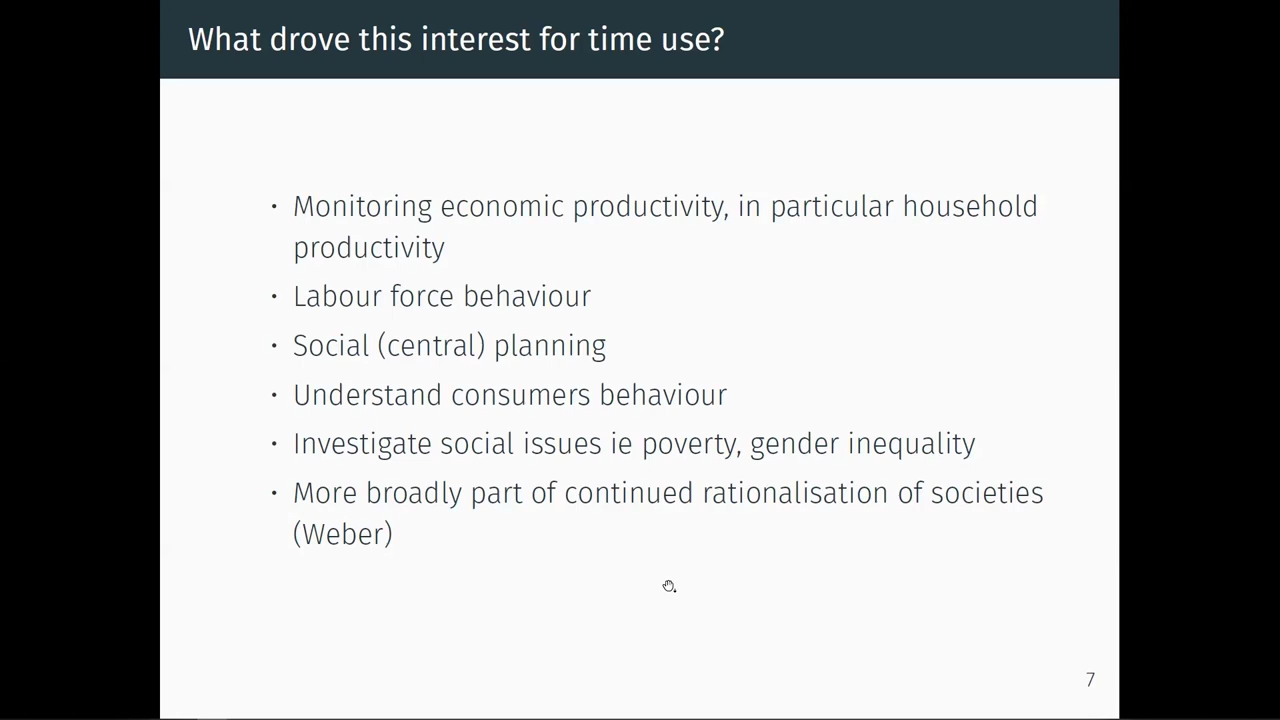 What drove this interest for time use?
• Monitoring economic productivity, in particular household
productivity
• Labour force behaviour
• Social (central) planning
• Understand consumers behaviour
• Investigate social issues ie poverty, gender inequality
• More broadly part of continued rationalisation of societies
(Weber)
7